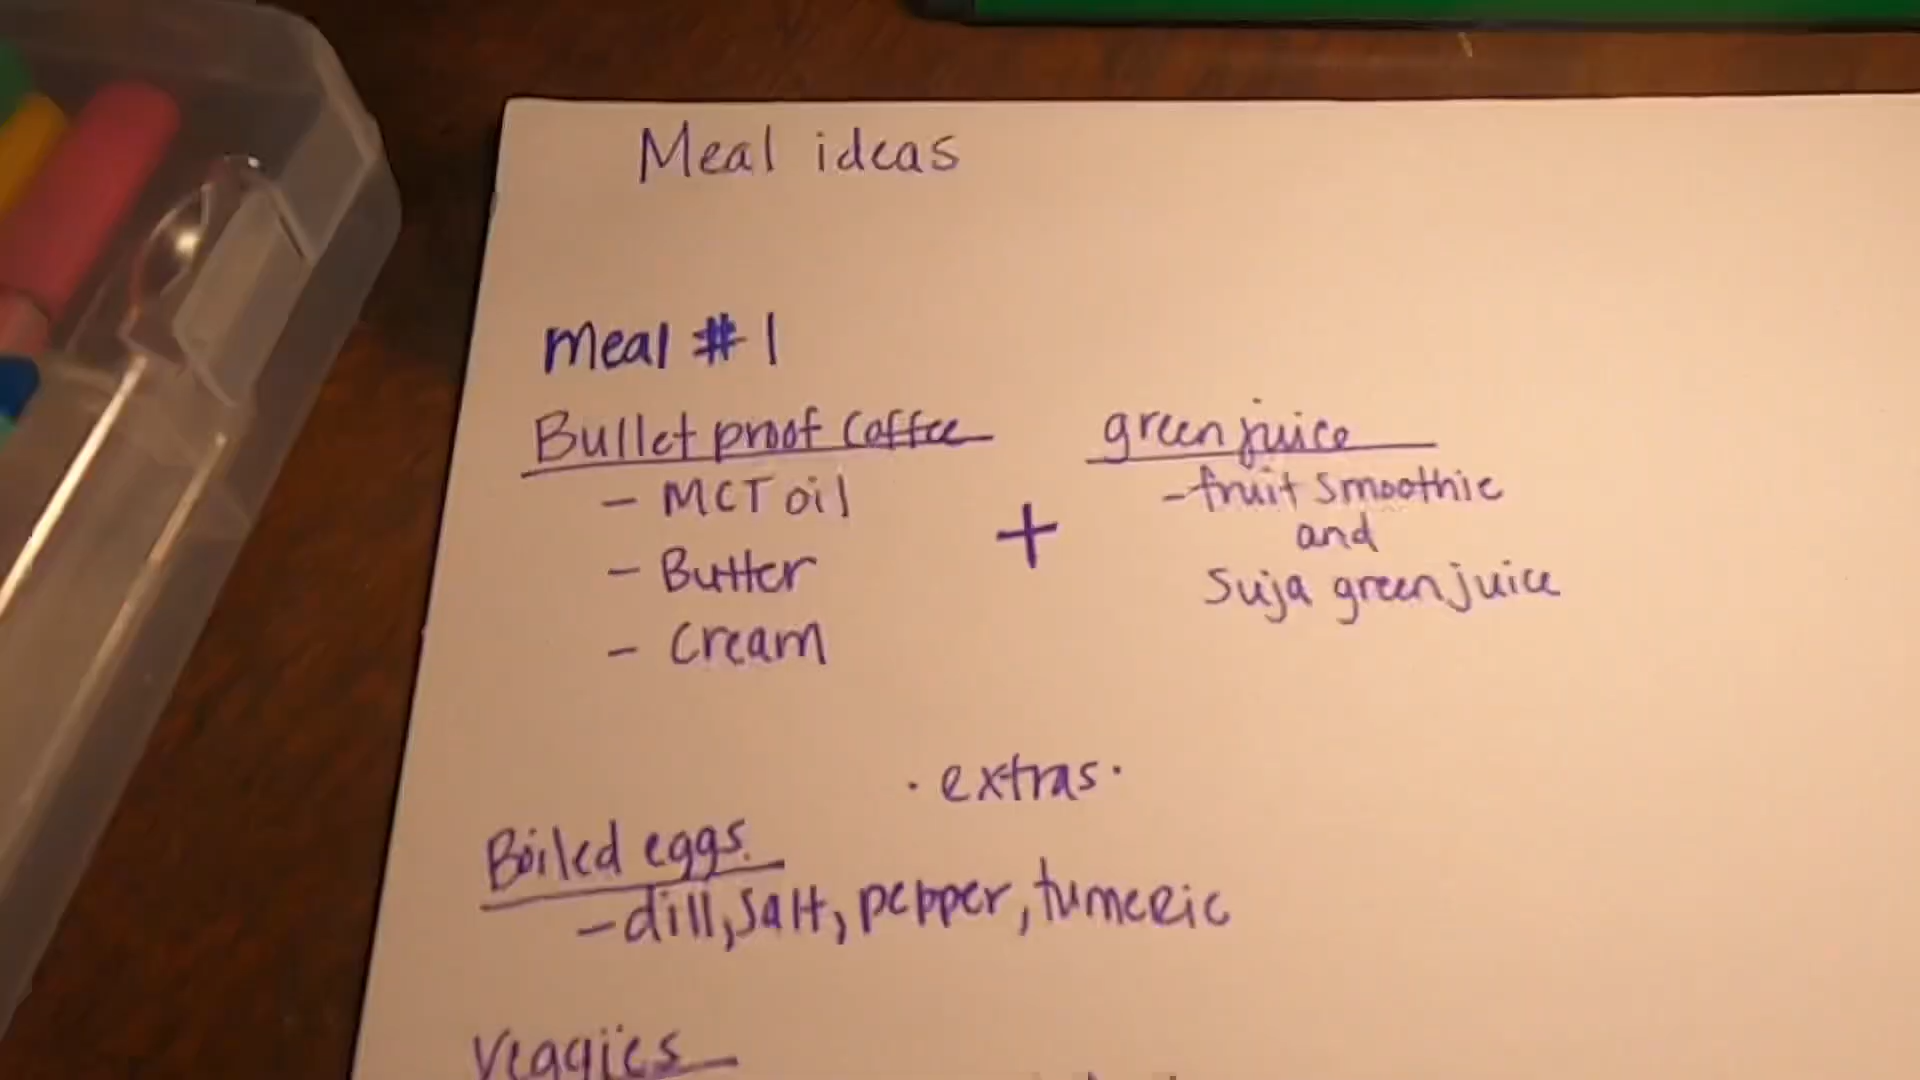 Meal ideas
meal # 1
Bullet proof Coffee
- MCT oil
- Butter
- Cream
+
green juice
- fruit smoothie
and
Suja green juice
· extras ·
Boiled eggs.
- dill, salt, pepper, tumeric
Veggies